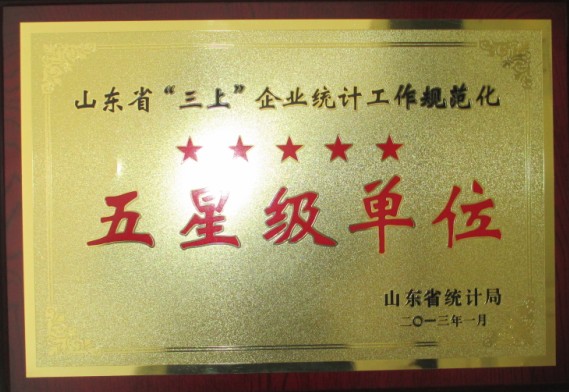 山东省“三上”企业统计工作规范化
★★★★★
五星级单位
山东省统计局
二〇一三年一月